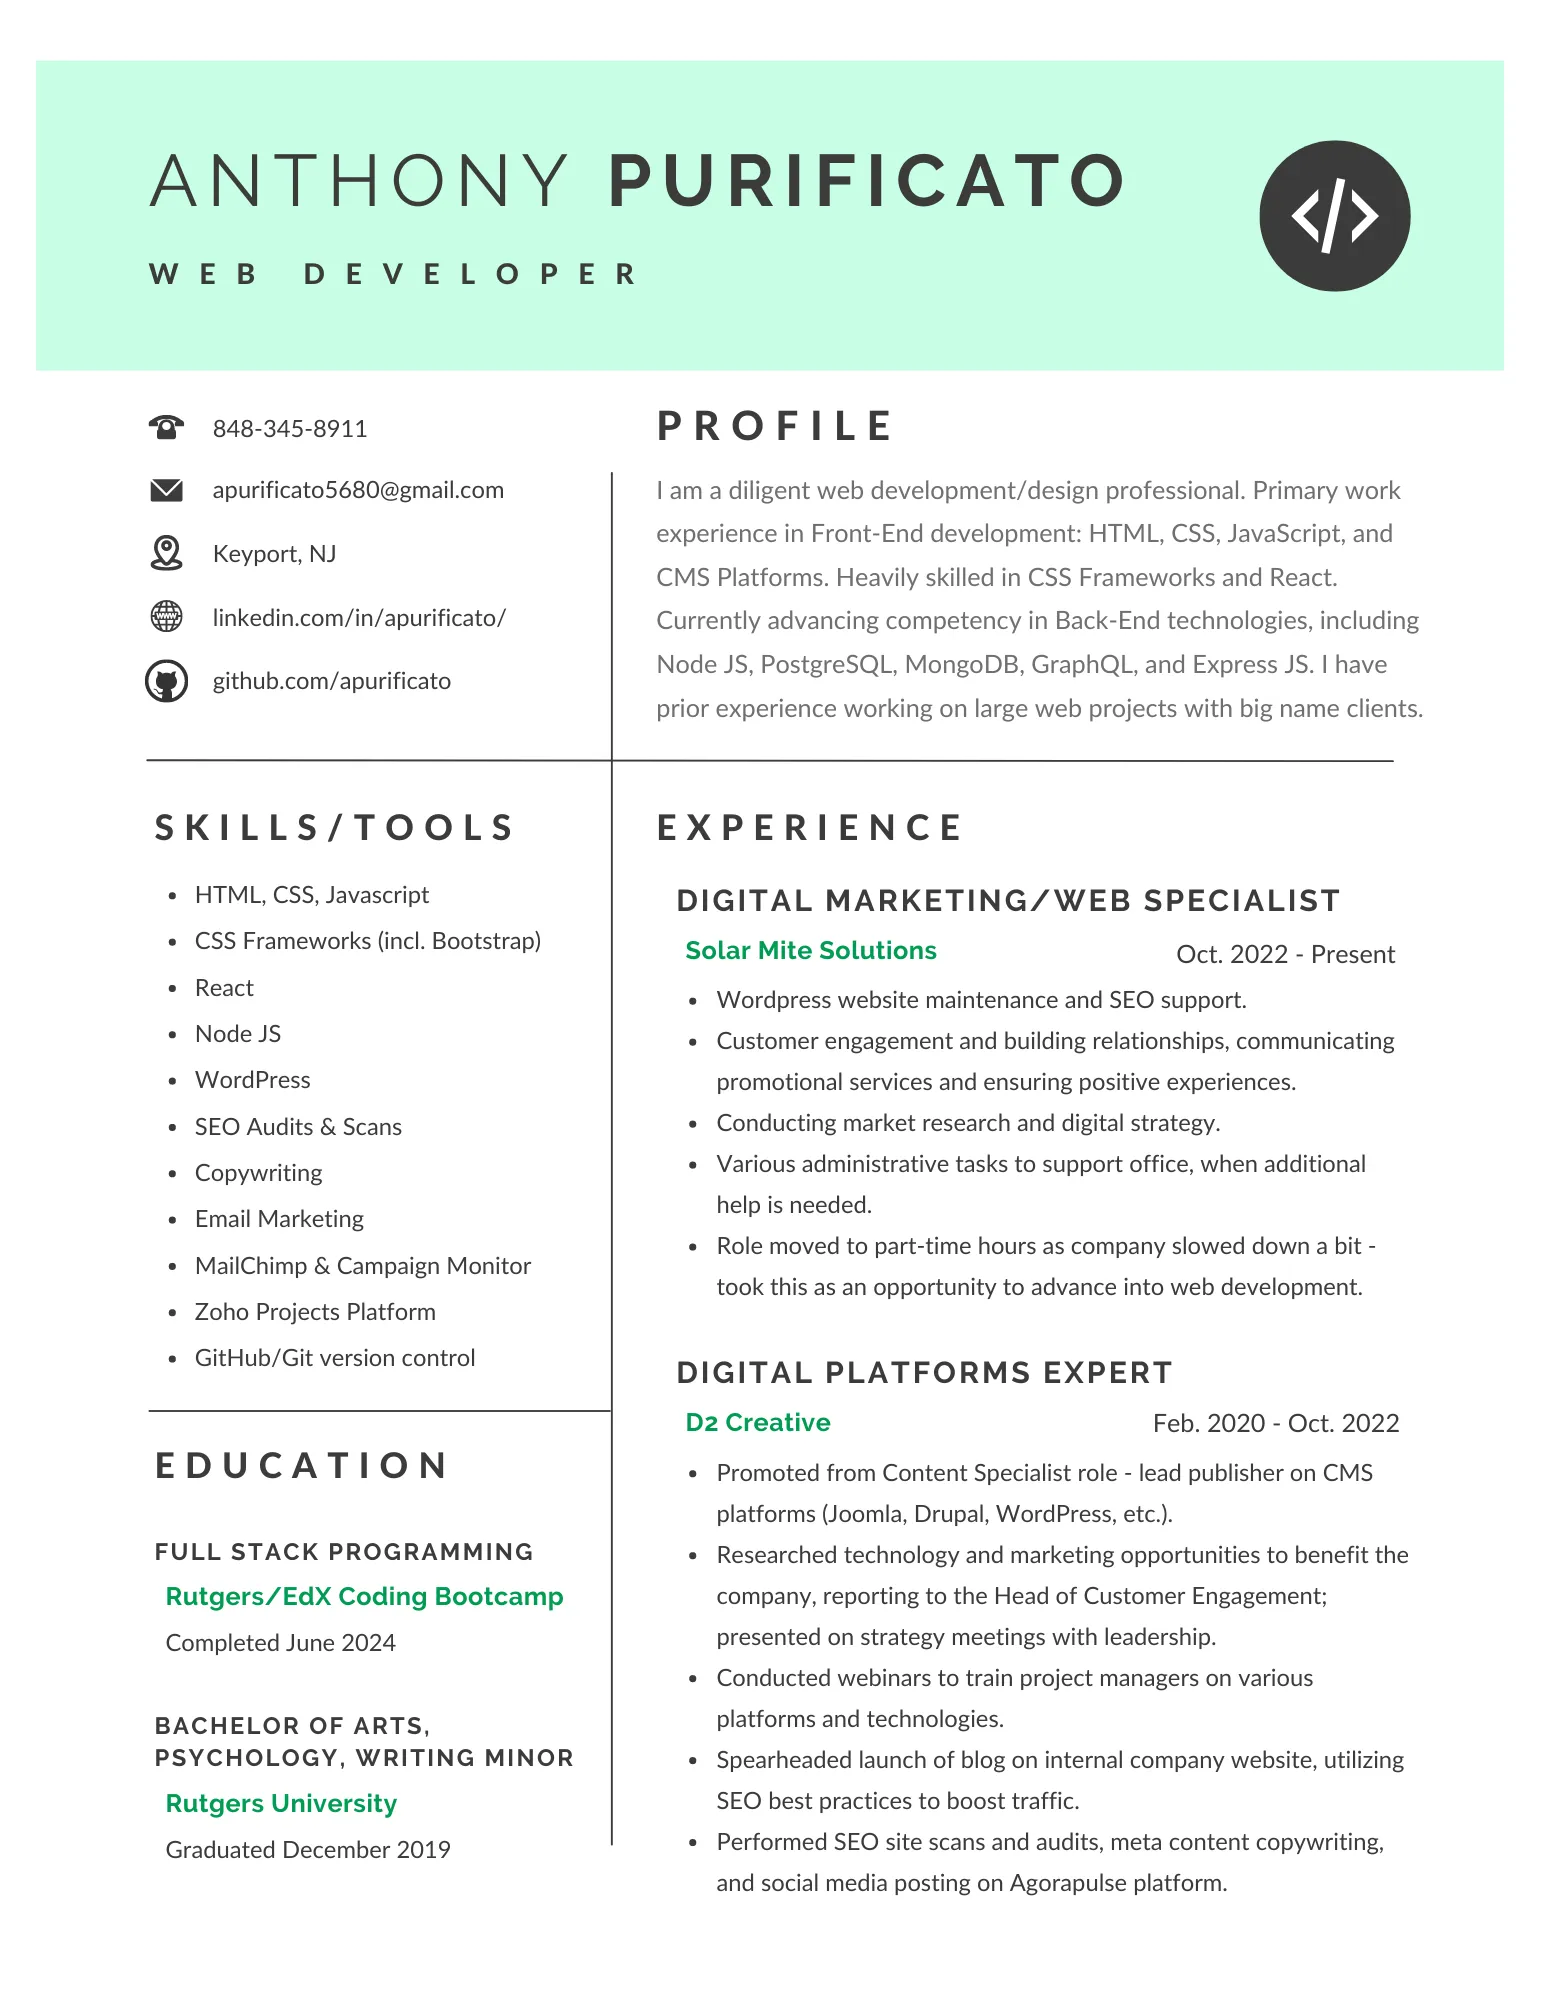 ANTHONY PURIFICATO
WEB DEVELOPER
</>
848-345-8911
apurificato5680@gmail.com
Keyport, NJ
linkedin.com/in/apurificato/
github.com/apurificato
PROFILE
I am a diligent web development/design professional. Primary work
experience in Front-End development: HTML, CSS, JavaScript, and
CMS Platforms. Heavily skilled in CSS Frameworks and React.
Currently advancing competency in Back-End technologies, including
Node JS, PostgreSQL, MongoDB, GraphQL, and Express JS. I have
prior experience working on large web projects with big name clients.
SKILLS/TOOLS
• HTML, CSS, Javascript
• CSS Frameworks (incl. Bootstrap)
• React
• Node JS
• WordPress
• SEO Audits & Scans
• Copywriting
• Email Marketing
• MailChimp & Campaign Monitor
• Zoho Projects Platform
• GitHub/Git version control
EDUCATION
FULL STACK PROGRAMMING
Rutgers/EdX Coding Bootcamp
Completed June 2024
BACHELOR OF ARTS,
PSYCHOLOGY, WRITING MINOR
Rutgers University
Graduated December 2019
EXPERIENCE
DIGITAL MARKETING/WEB SPECIALIST
Solar Mite Solutions Oct. 2022 - Present
• Wordpress website maintenance and SEO support.
• Customer engagement and building relationships, communicating
promotional services and ensuring positive experiences.
• Conducting market research and digital strategy.
• Various administrative tasks to support office, when additional
help is needed.
• Role moved to part-time hours as company slowed down a bit -
took this as an opportunity to advance into web development.
DIGITAL PLATFORMS EXPERT
D2 Creative Feb. 2020 - Oct. 2022
• Promoted from Content Specialist role - lead publisher on CMS
platforms (Joomla, Drupal, WordPress, etc.).
• Researched technology and marketing opportunities to benefit the
company, reporting to the Head of Customer Engagement;
presented on strategy meetings with leadership.
• Conducted webinars to train project managers on various
platforms and technologies.
• Spearheaded launch of blog on internal company website, utilizing
SEO best practices to boost traffic.
• Performed SEO site scans and audits, meta content copywriting,
and social media posting on Agorapulse platform.